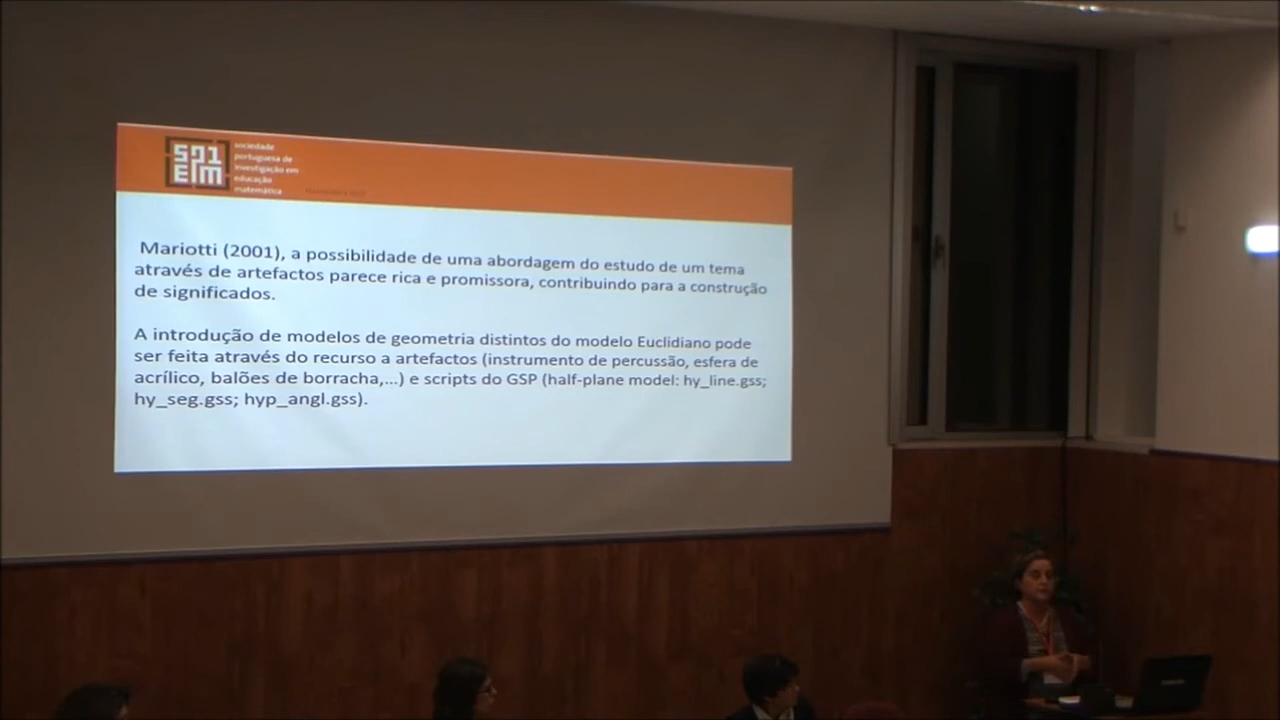 sociedade
portuguesa de
investigação em
educação
matemática
Mariotti (2001), a possibilidade de uma abordagem do estudo de um tema
através de artefactos parece rica e promissora, contribuindo para a construção
de significados.
A introdução de modelos de geometria distintos do modelo Euclidiano pode
ser feita através do recurso a artefactos (instrumento de percussão, esfera de
acrílico, balões de borracha,...) e scripts do GSP (half-plane model: hy_line.gss;
hy_seg.gss; hyp_angl.gss).